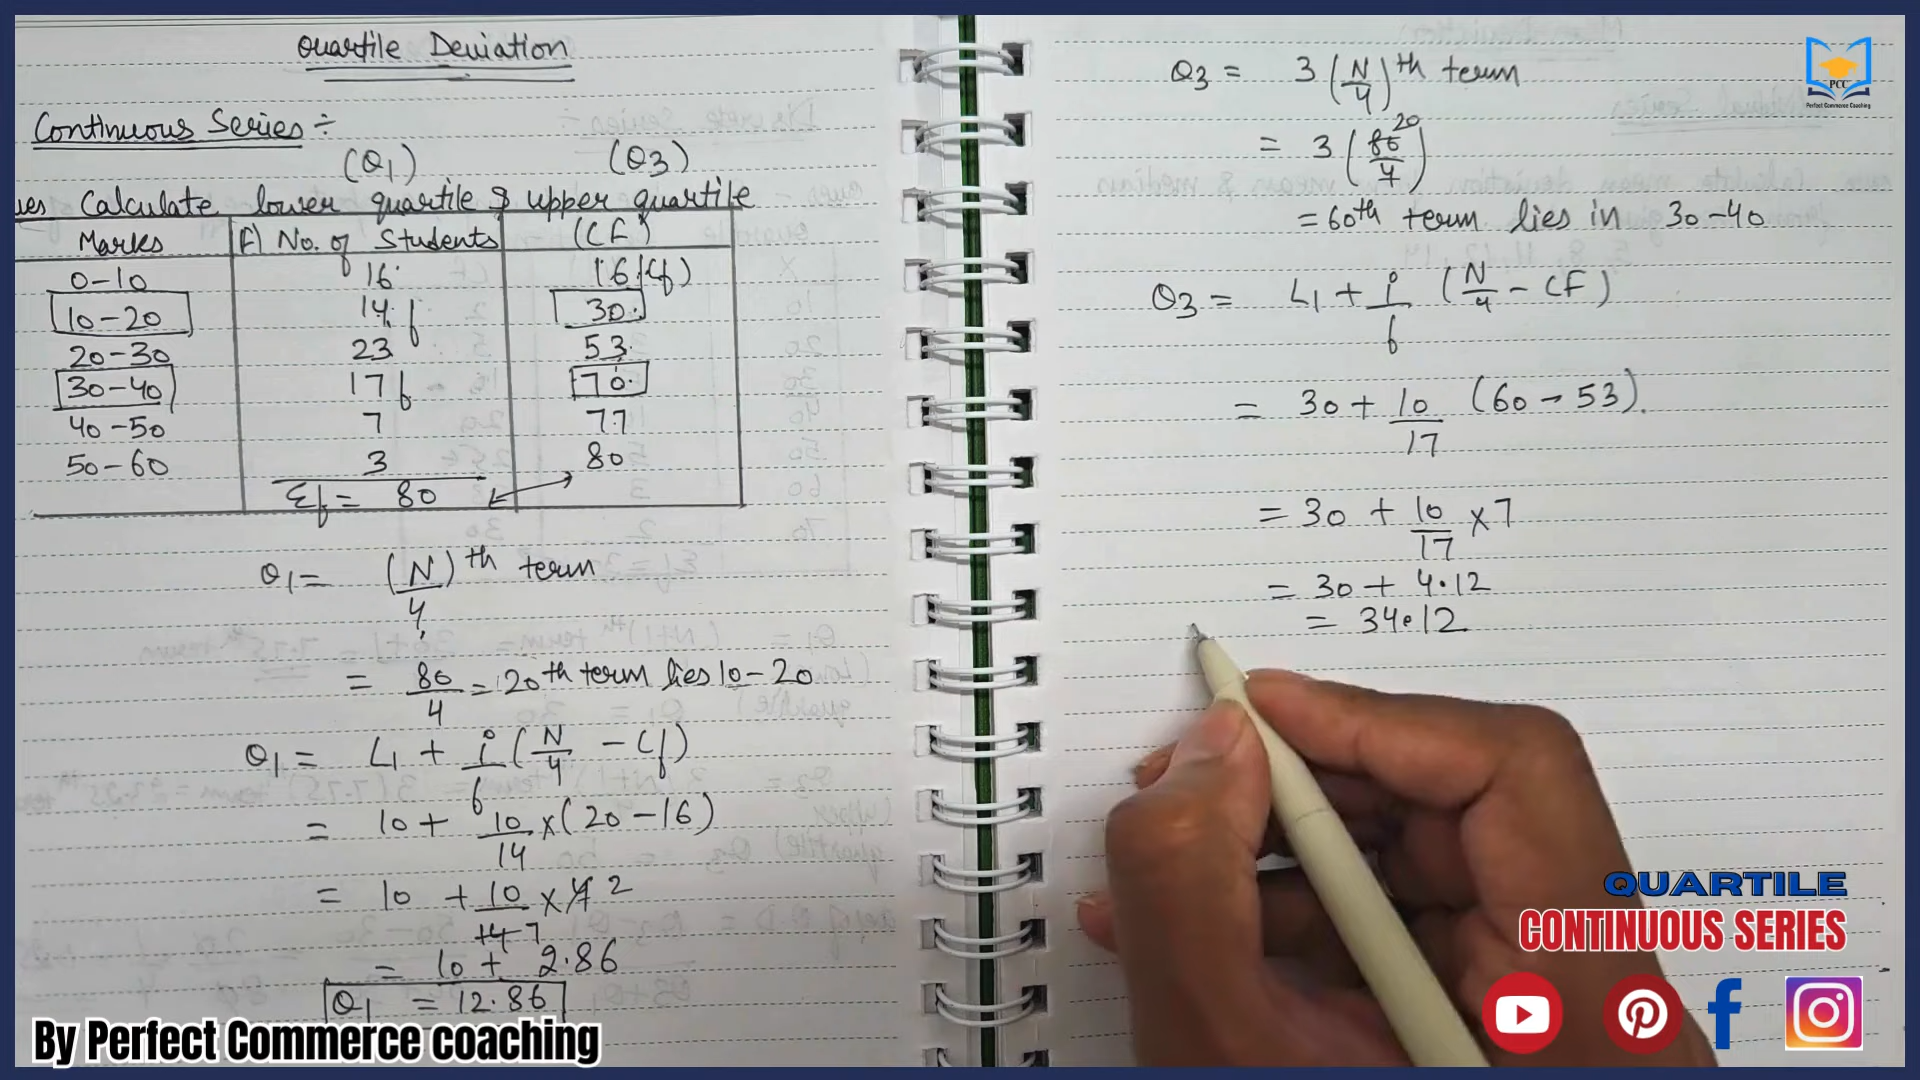 Quartile Deviation
Continuous Series ÷
(Q1) (Q3)
ues Calculate lower quartile & upper quartile
Marks F) No. of Students (CF)
0-10 16 16 (Cf)
10-20 14 f 30
20-30 23 53
30-40 17 f 70
40-50 7 77
50-60 3 80
Σf = 80
Q1 = (N/4)th term
= 80/4 = 20th term lies 10-20
Q1 = L1 + i/f (N/4 - Cf)
= 10 + 10/14 × (20-16)
= 10 + 10/14 7 × 4 2
= 10 + 2.86
Q1 = 12.86
By Perfect Commerce coaching
Q3 = 3 (N/4)th term
= 3 (80/4) 20
= 60th term lies in 30-40
Q3 = L1 + i/f (N/4 - CF)
= 30 + 10/17 (60-53).
= 30 + 10/17 × 7
= 30 + 4.12
= 34.12
PCC
Perfect Commerce Coaching
QUARTILE
CONTINUOUS SERIES